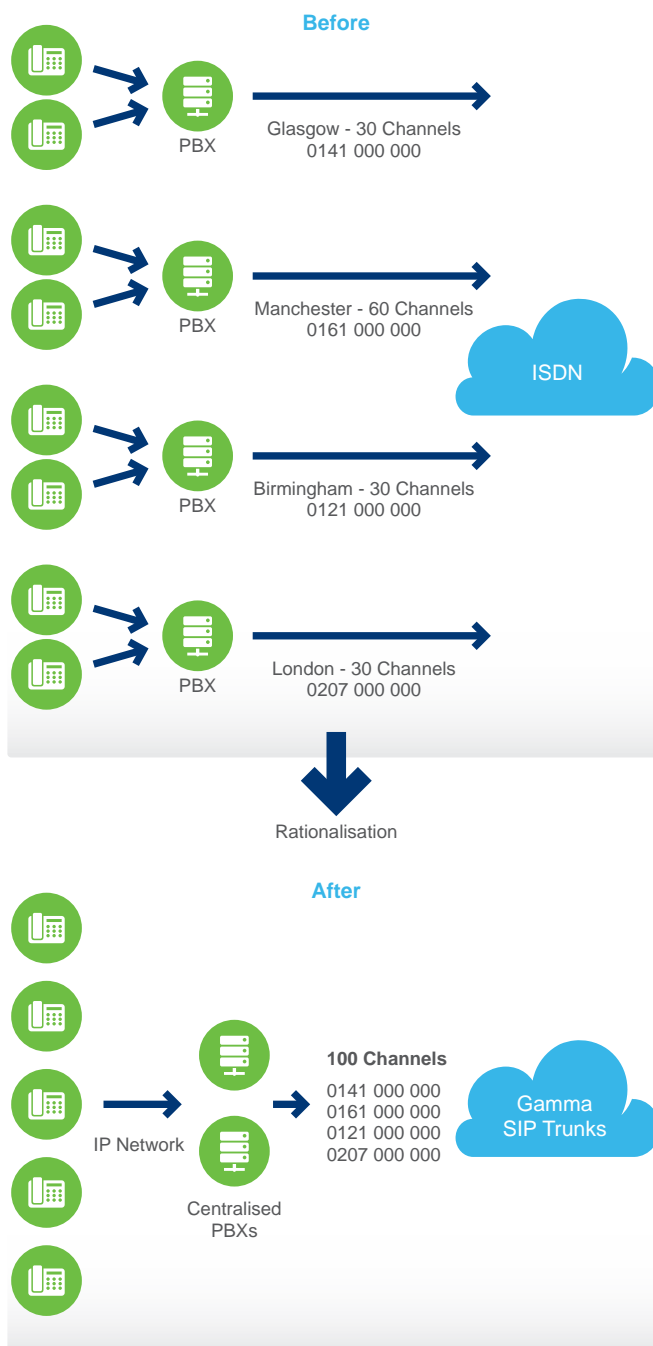 Before
PBX
Glasgow - 30 Channels
0141 000 000
PBX
Manchester - 60 Channels
0161 000 000
ISDN
PBX
Birmingham - 30 Channels
0121 000 000
PBX
London - 30 Channels
0207 000 000
Rationalisation
After
IP Network
Centralised
PBXs
100 Channels
0141 000 000
0161 000 000
0121 000 000
0207 000 000
Gamma
SIP Trunks